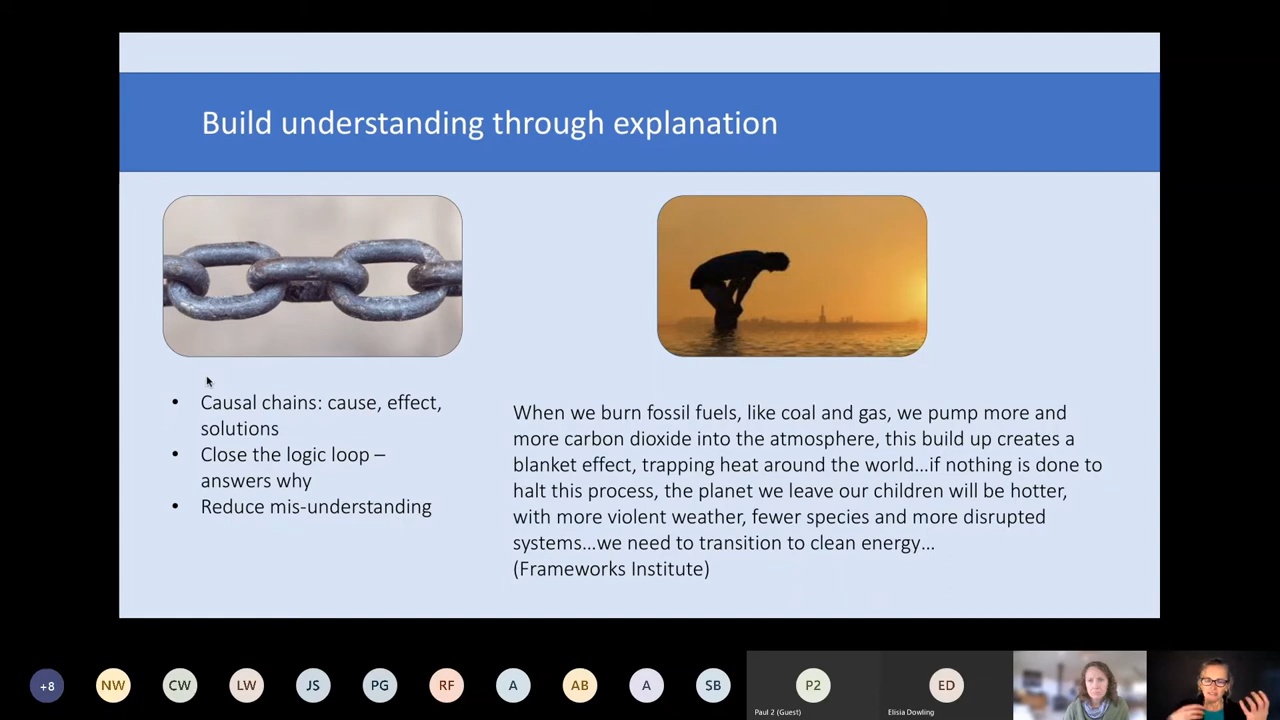 Build understanding through explanation
• Causal chains: cause, effect,
solutions
• Close the logic loop –
answers why
• Reduce mis-understanding
When we burn fossil fuels, like coal and gas, we pump more and
more carbon dioxide into the atmosphere, this build up creates a
blanket effect, trapping heat around the world…if nothing is done to
halt this process, the planet we leave our children will be hotter,
with more violent weather, fewer species and more disrupted
systems…we need to transition to clean energy…
(Frameworks Institute)
+8
NW
CW
LW
JS
PG
RF
A
AB
A
SB
P2
ED
Paul 2 (Guest)
Elisia Dowling